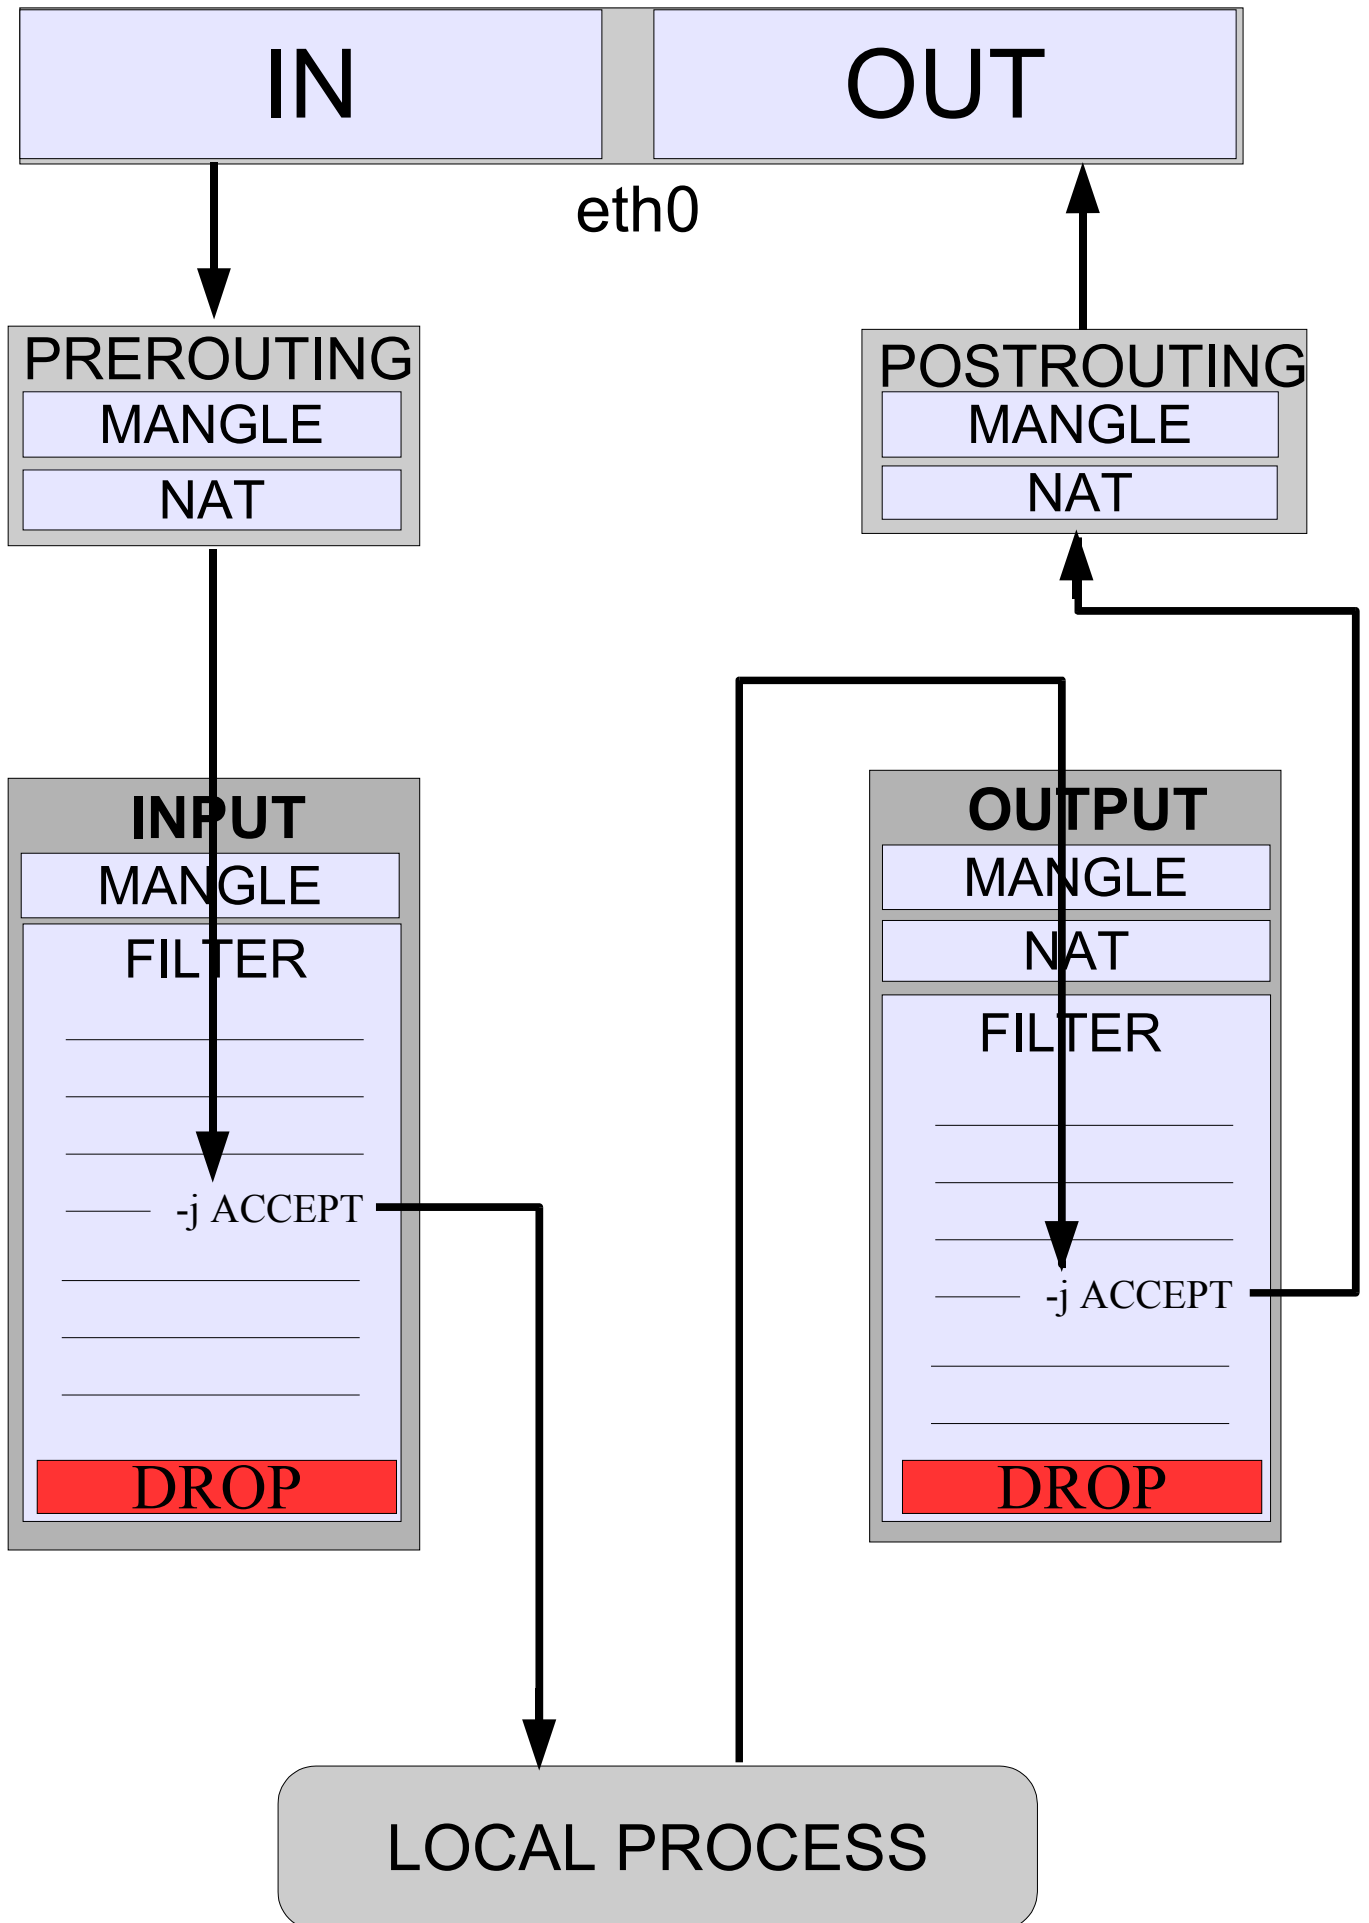 IN
OUT
eth0
PREROUTING
MANGLE
NAT
POSTROUTING
MANGLE
NAT
INPUT
MANGLE
FILTER
-j ACCEPT
DROP
OUTPUT
MANGLE
NAT
FILTER
-j ACCEPT
DROP
LOCAL PROCESS